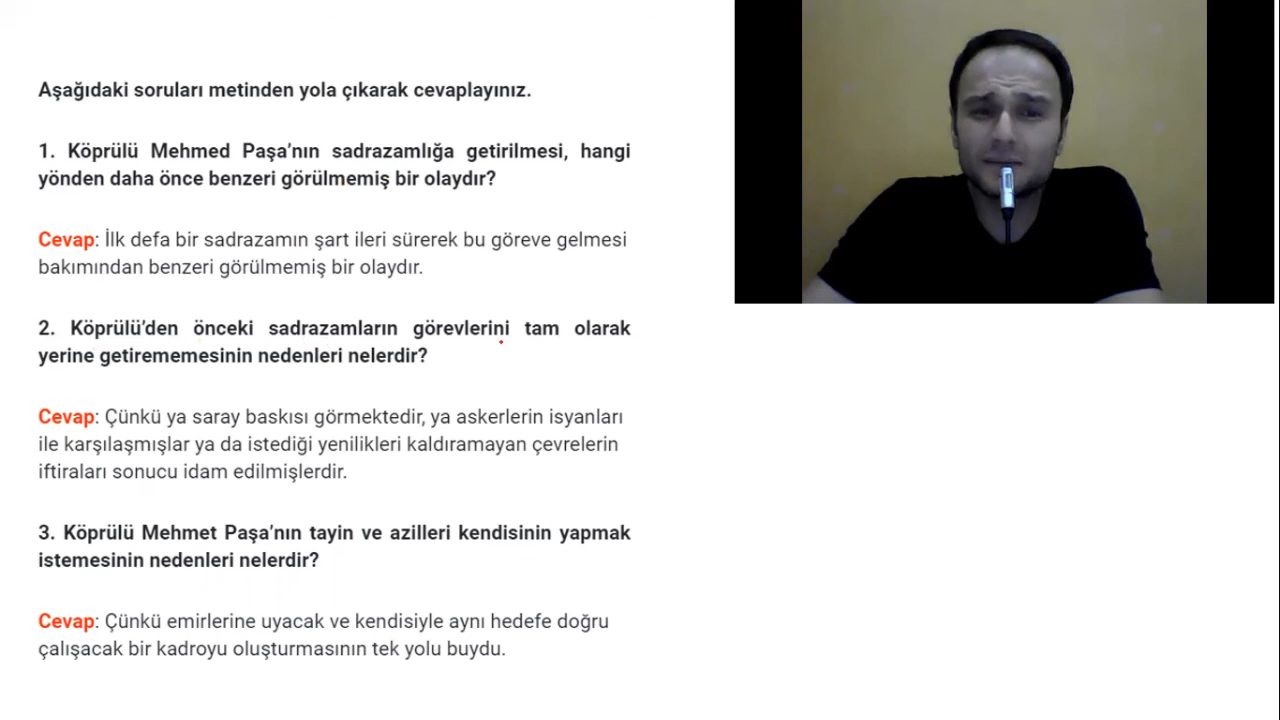 Aşağıdaki soruları metinden yola çıkarak cevaplayınız.
1. Köprülü Mehmed Paşa’nın sadrazamlığa getirilmesi, hangi
yönden daha önce benzeri görülmemiş bir olaydır?
Cevap: İlk defa bir sadrazamın şart ileri sürerek bu göreve gelmesi
bakımından benzeri görülmemiş bir olaydır.
2. Köprülü’den önceki sadrazamların görevlerini tam olarak
yerine getirememesinin nedenleri nelerdir?
Cevap: Çünkü ya saray baskısı görmektedir, ya askerlerin isyanları
ile karşılaşmışlar ya da istediği yenilikleri kaldıramayan çevrelerin
iftiraları sonucu idam edilmişlerdir.
3. Köprülü Mehmet Paşa’nın tayin ve azilleri kendisinin yapmak
istemesinin nedenleri nelerdir?
Cevap: Çünkü emirlerine uyacak ve kendisiyle aynı hedefe doğru
çalışacak bir kadroyu oluşturmasının tek yolu buydu.